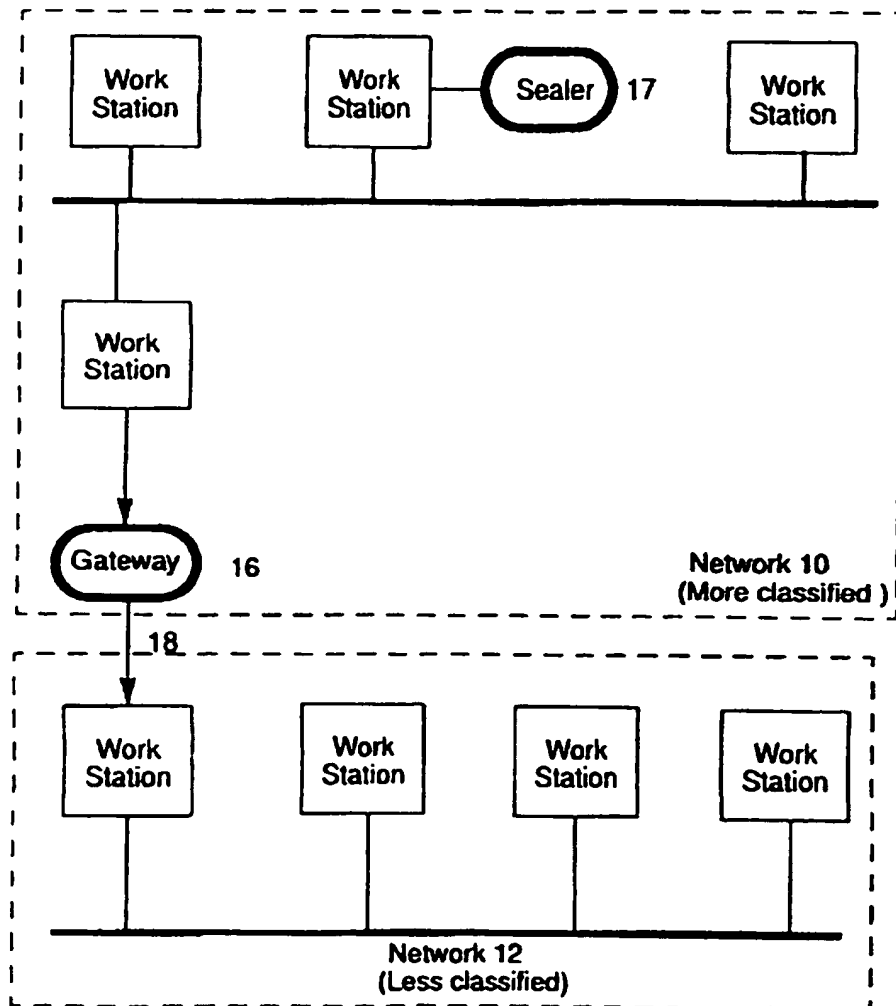 Work
Station
Work
Station
Sealer
17
Work
Station
Work
Station
Gateway
16
Network 10
(More classified )
18
Work
Station
Work
Station
Work
Station
Work
Station
Network 12
(Less classified)